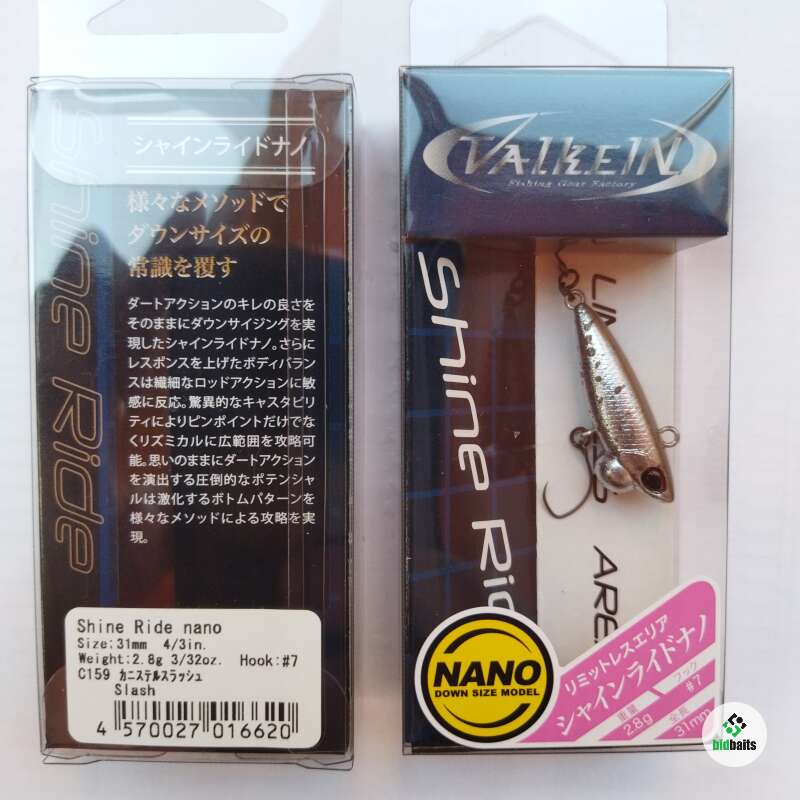 シャインライドナノ
様々なメソッドで
ダウンサイズの
常識を覆す
ダートアクションのキレの良さを
そのままにダウンサイジングを実
現したシャインライドナノ。さらに
レスポンスを上げたボディバラン
スは繊細なロッドアクションに敏
感に反応。驚異的なキャスタビリ
ティによりピンポイントだけでな
くリズミカルに広範囲を攻略可
能。思いのままにダートアクション
を演出する圧倒的なポテンシャ
ルは激化するボトムパターンを
様々なメソッドによる攻略を実
現。
Shine Ride
Shine Ride nano
Size:31mm 4/3in.
Weight:2.8g 3/32oz. Hook:#7
C159 カニステルスラッシュ
Slash
4 570027 016620
ValkeIN
Fishing Gear Factory
Shine Rid
LIM
SS
ARE
NANO
DOWN SIZE MODEL
リミットレスエリア
シャインライドナノ
重量
2.8g
フック
#7
全長
31mm
bidbaits